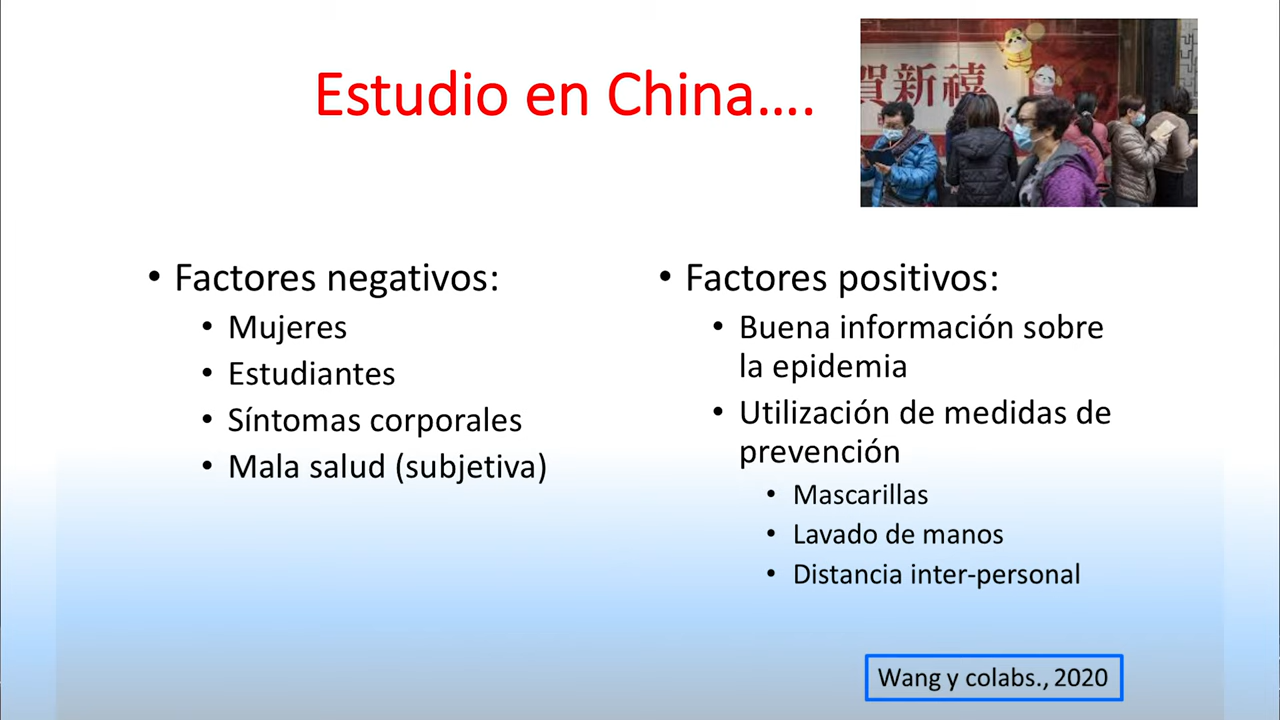 Estudio en China....
賀新禧
• Factores negativos:
• Mujeres
• Estudiantes
• Síntomas corporales
• Mala salud (subjetiva)
• Factores positivos:
• Buena información sobre
la epidemia
• Utilización de medidas de
prevención
• Mascarillas
• Lavado de manos
• Distancia inter-personal
Wang y colabs., 2020